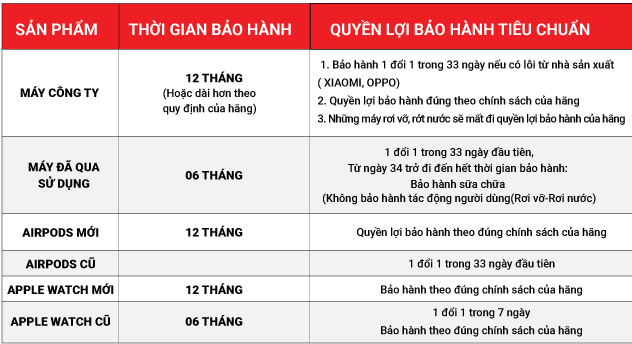 SẢN PHẨM
THỜI GIAN BẢO HÀNH
QUYỀN LỢI BẢO HÀNH TIÊU CHUẨN
MÁY CÔNG TY
12 THÁNG
(Hoặc dài hơn theo
quy định của hãng)
1. Bảo hành 1 đổi 1 trong 33 ngày nếu có lỗi từ nhà sản xuất
( XIAOMI, OPPO)
2. Quyền lợi bảo hành đúng theo chính sách của hãng
3. Những máy rơi vỡ, rớt nước sẽ mất đi quyền lợi bảo hành của hãng
MÁY ĐÃ QUA
SỬ DỤNG
06 THÁNG
1 đổi 1 trong 33 ngày đầu tiên,
Từ ngày 34 trở đi đến hết thời gian bảo hành:
Bảo hành sữa chữa
(Không bảo hành tác động người dùng(Rơi vỡ-Rơi nước)
AIRPODS MỚI
12 THÁNG
Quyền lợi bảo hành theo đúng chính sách của hãng
AIRPODS CŨ
1 đổi 1 trong 33 ngày đầu tiên
APPLE WATCH MỚI
12 THÁNG
Bảo hành theo đúng chính sách của hãng
APPLE WATCH CŨ
06 THÁNG
1 đổi 1 trong 7 ngày
Bảo hành theo đúng chính sách của hãng